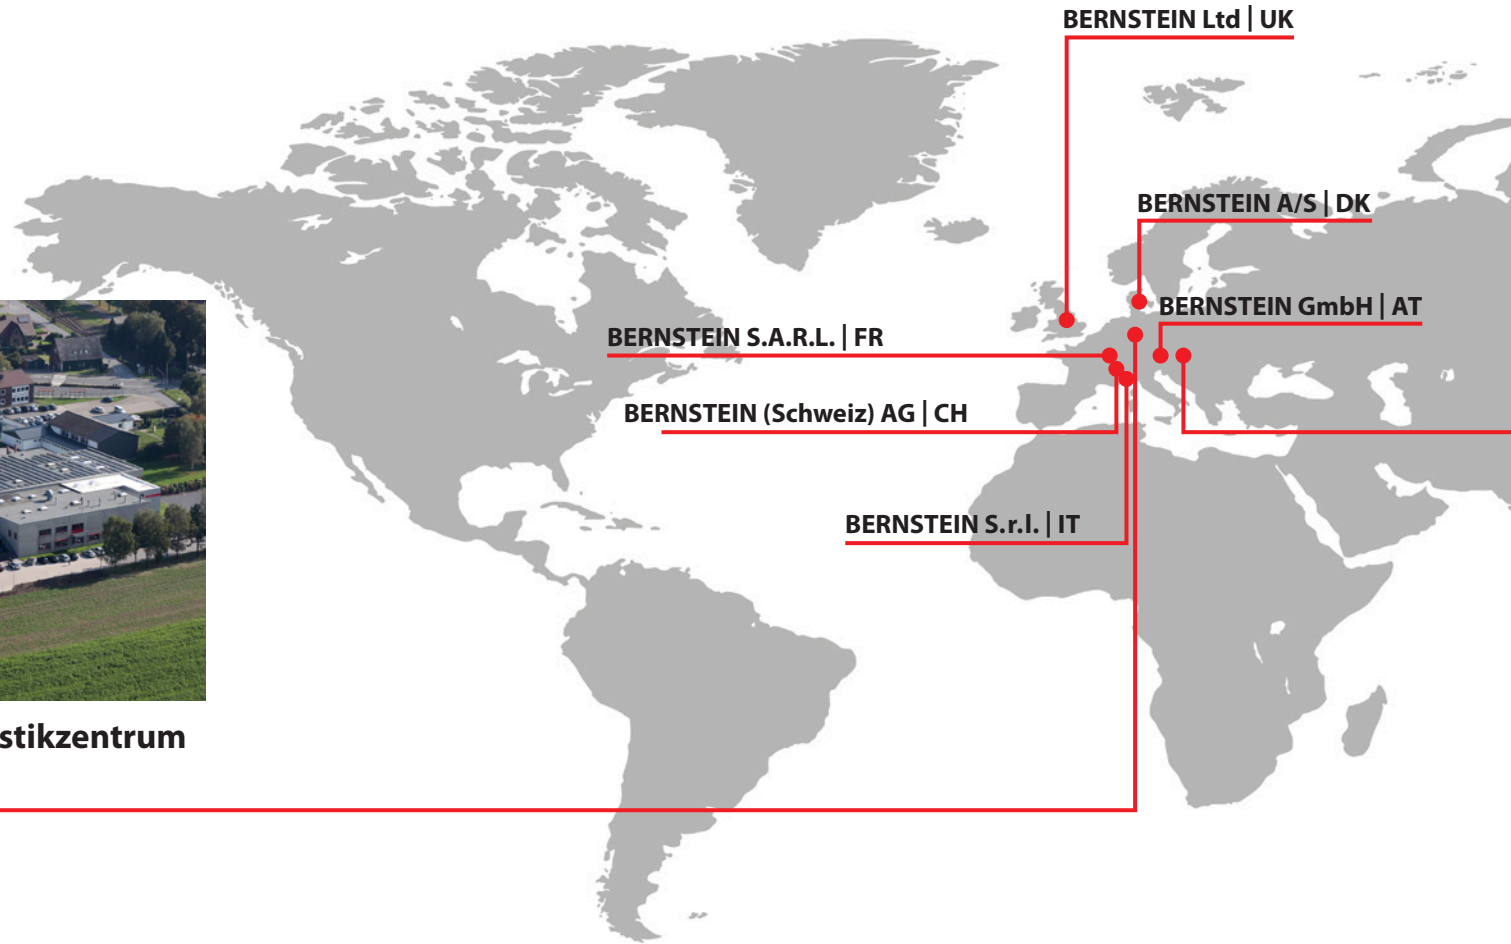 BERNSTEIN Ltd | UK
BERNSTEIN A/S | DK
BERNSTEIN GmbH | AT
BERNSTEIN S.A.R.L. | FR
BERNSTEIN (Schweiz) AG | CH
BERNSTEIN S.r.l. | IT
stikzentrum